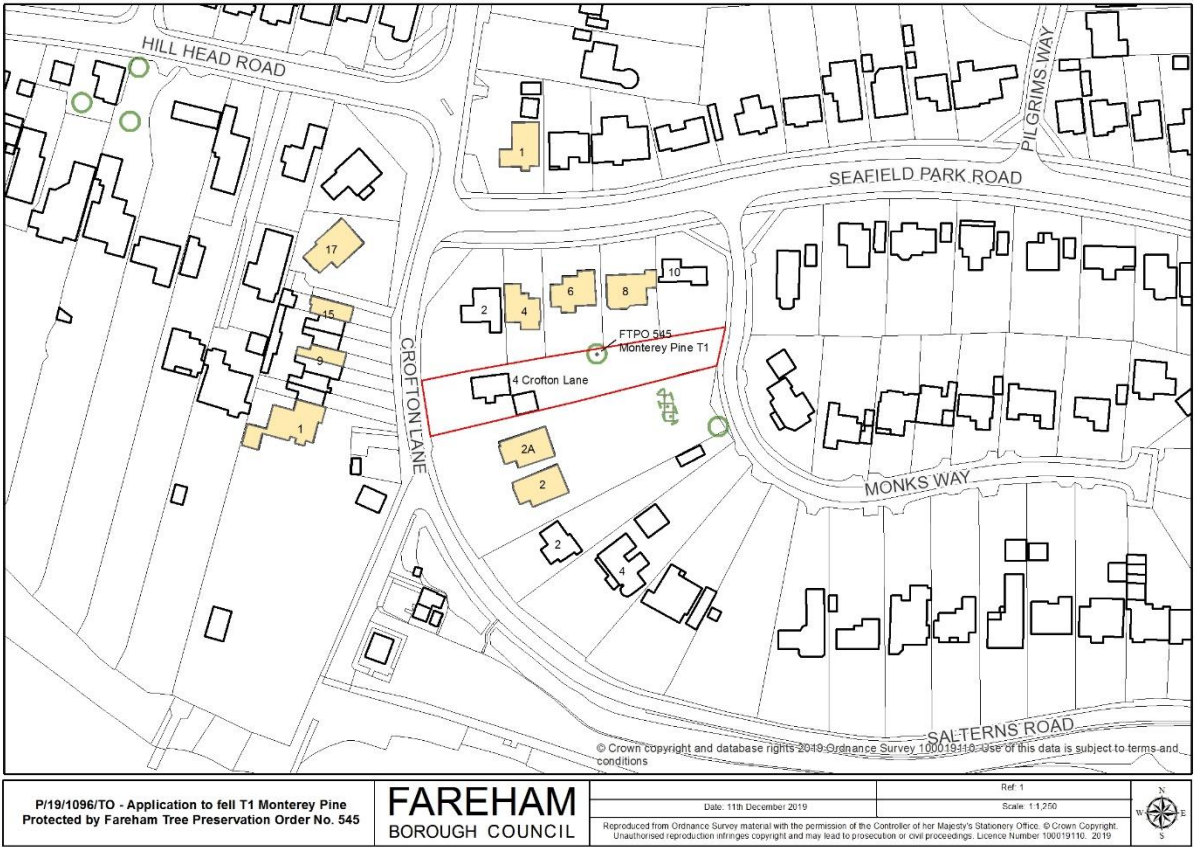 HILL HEAD ROAD
PILGRIMS WAY
1
SEAFIELD PARK ROAD
17
10
2
4
6
8
15
FTPO 545
Monterey Pine T1
9
CROFTON LANE
4 Crofton Lane
1
2A
2
MONKS WAY
2
4
SALTERNS ROAD
© Crown copyright and database rights 2019 Ordnance Survey 100019110. Use of this data is subject to terms and
conditions
P/19/1096/TO - Application to fell T1 Monterey Pine
Protected by Fareham Tree Preservation Order No. 545
FAREHAM
BOROUGH COUNCIL
Ref: 1
Date: 11th December 2019
Scale: 1:1,250
Reproduced from Ordnance Survey material with the permission of the Controller of her Majesty's Stationery Office. © Crown Copyright.
Unauthorised reproduction infringes copyright and may lead to prosecution or civil proceedings. Licence Number 100019110. 2019
N
W
E
S